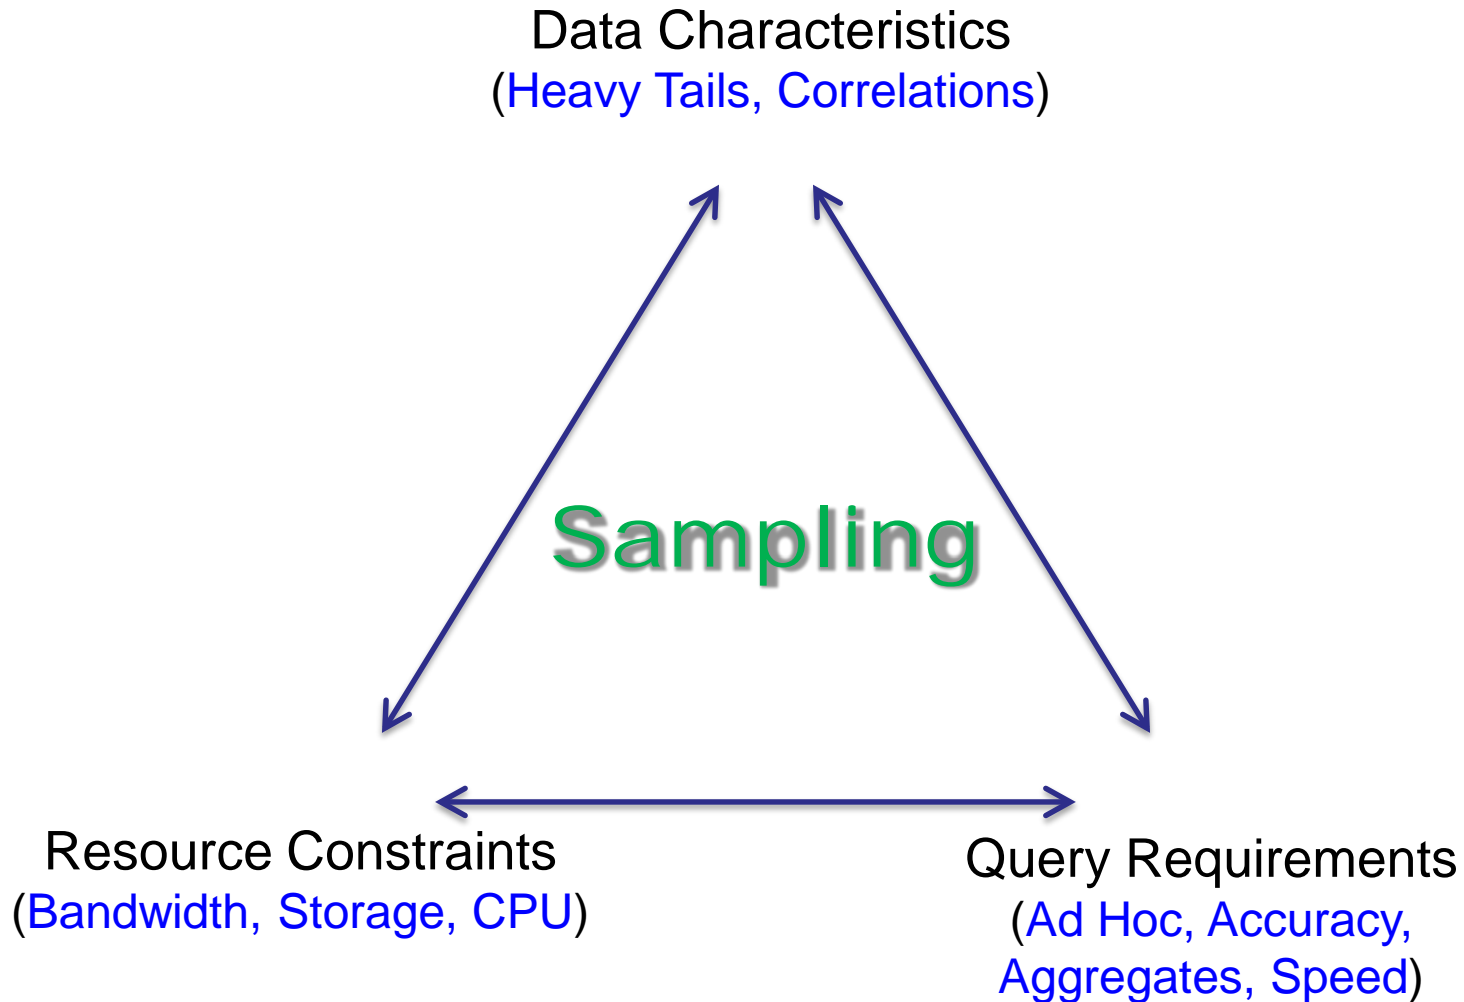 Data Characteristics
(Heavy Tails, Correlations)
Sampling
Resource Constraints
(Bandwidth, Storage, CPU)
Query Requirements
(Ad Hoc, Accuracy,
Aggregates, Speed)